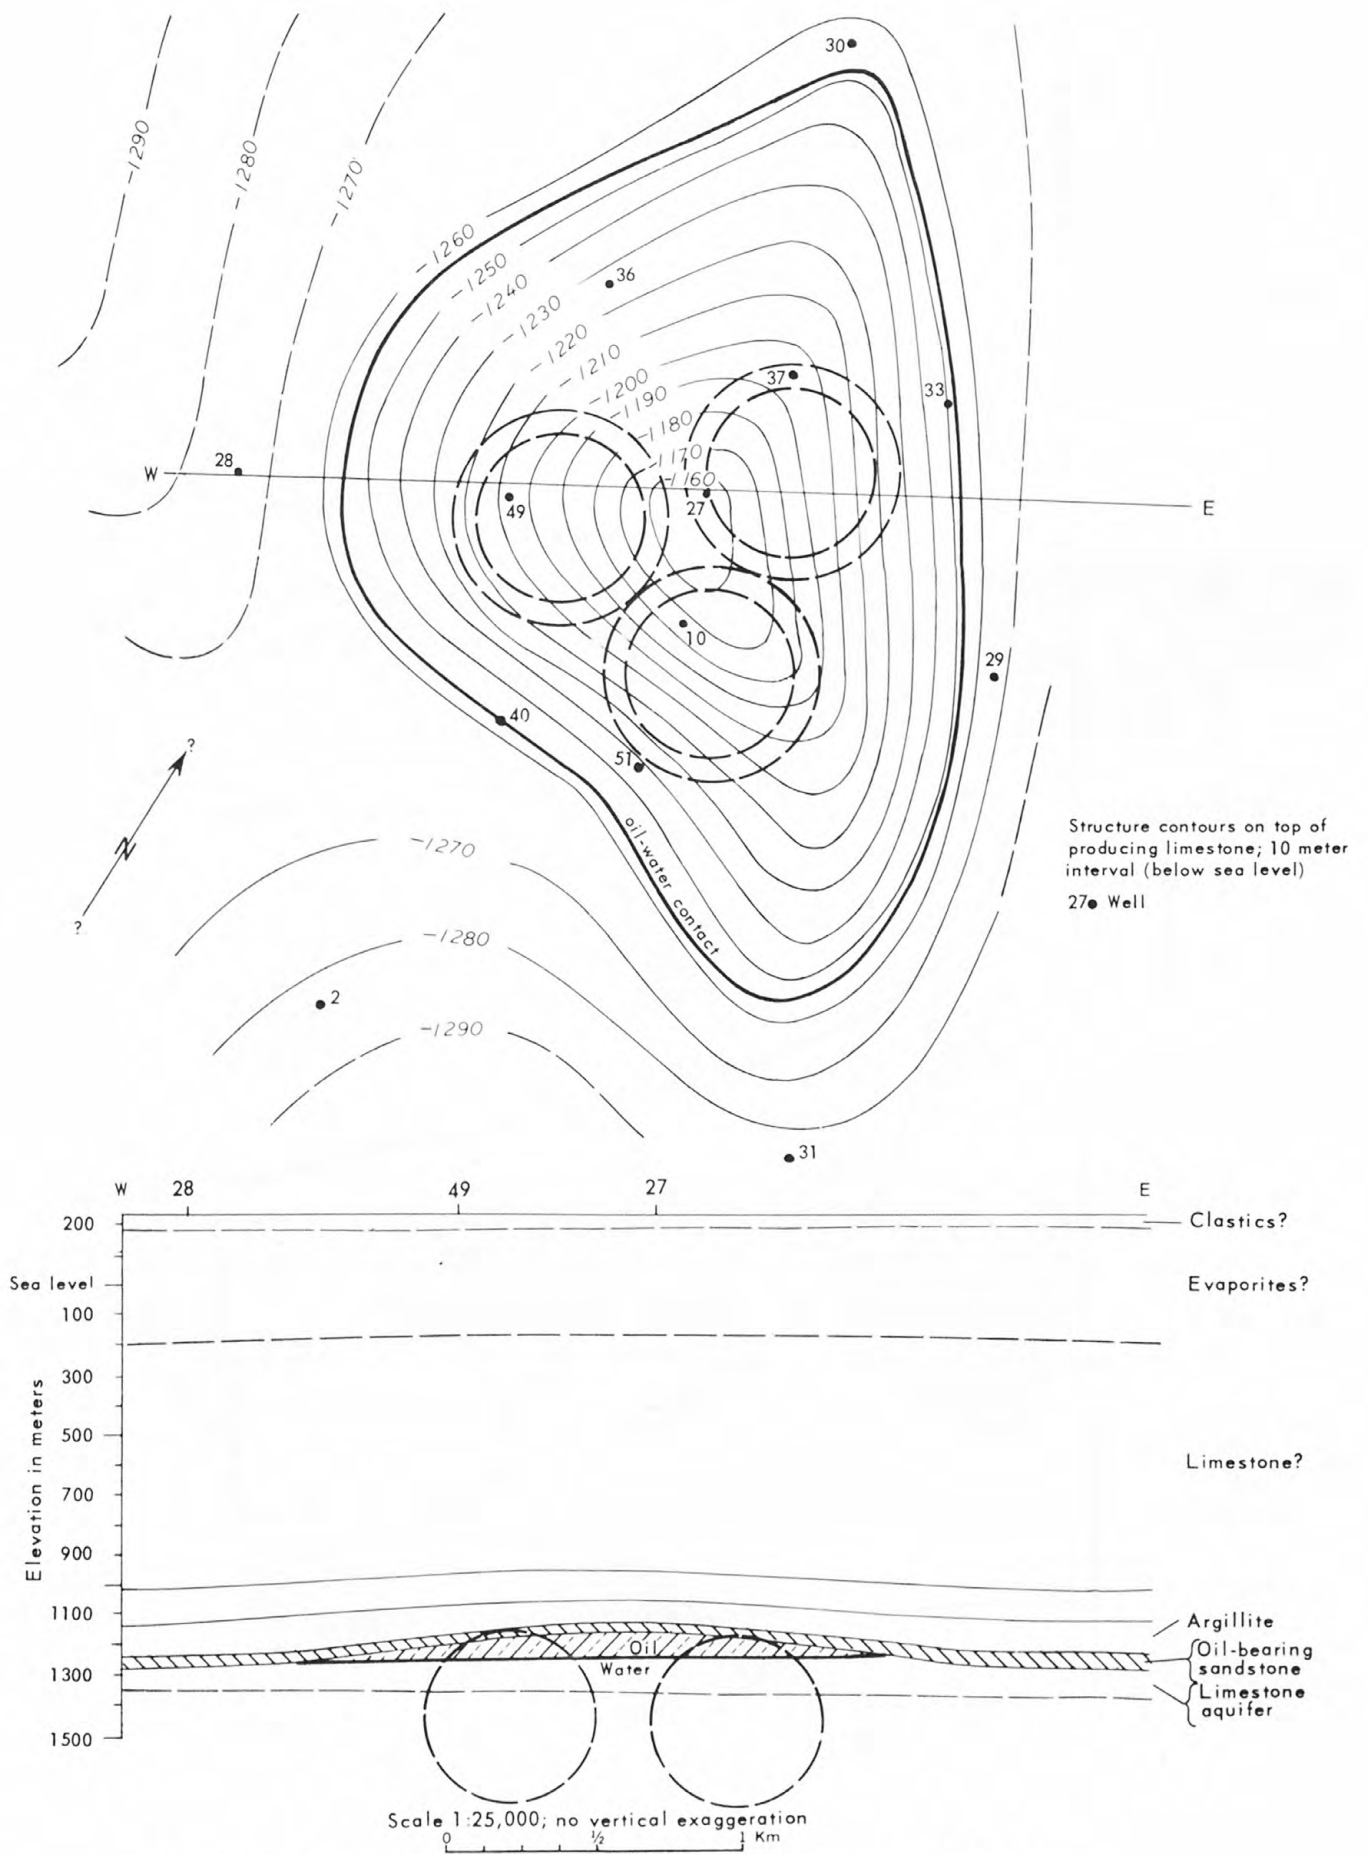 30
-1290
-1280
-1270
-1260
-1250
-1240
-1230
-1220
-1210
-1200
-1190
-1180
-1170
-1160
36
37
33
28
W
49
27
E
10
29
40
51
?
N
?
oil-water contact
-1270
-1280
-1290
2
31
Structure contours on top of
producing limestone; 10 meter
interval (below sea level)
27 Well
W 28 49 27 E
200
Clastics?
Sea level
Evaporites?
100
300
500
Limestone?
700
900
1100
Argillite
Oil
Oil-bearing
sandstone
Water
1300
Limestone
aquifer
1500
Elevation in meters
Scale 1:25,000; no vertical exaggeration
0 ½ 1 Km